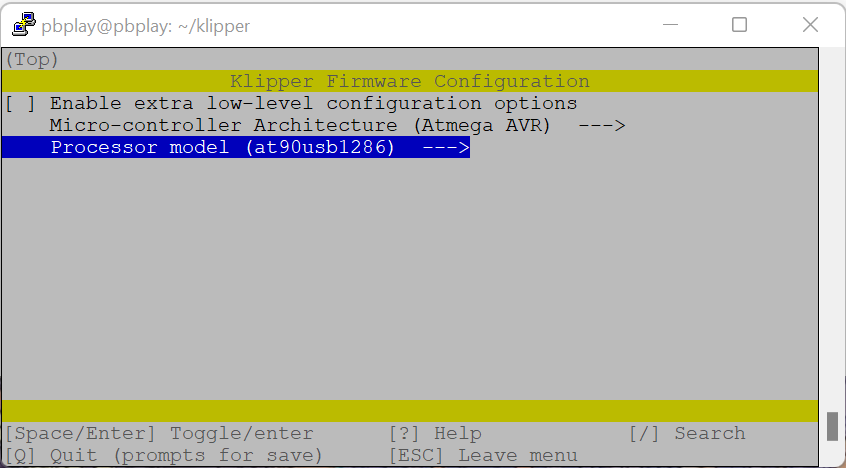 pbplay@pbplay: ~/klipper
(Top)
Klipper Firmware Configuration
[ ] Enable extra low-level configuration options
Micro-controller Architecture (Atmega AVR)  --->
Processor model (at90usb1286)  --->
[Space/Enter] Toggle/enter [?] Help [/] Search
[Q] Quit (prompts for save) [ESC] Leave menu